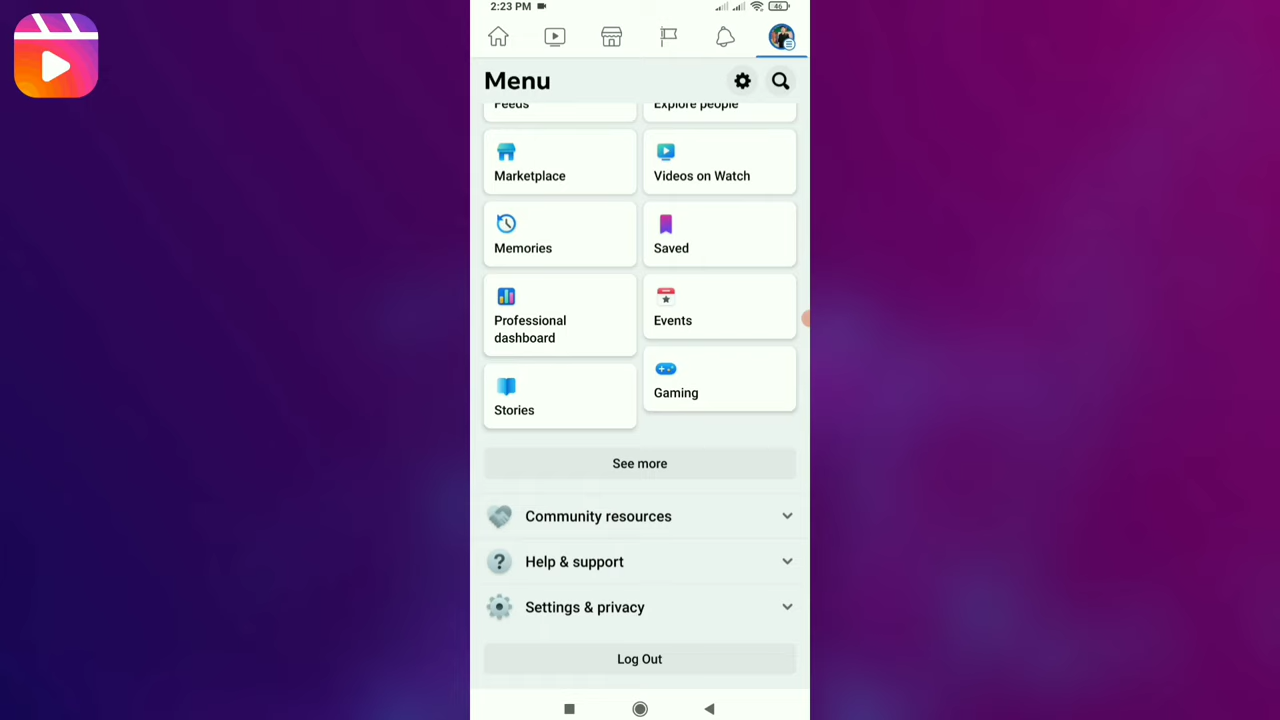 2:23 PM
46
Menu
Feeds
Explore people
Marketplace
Videos on Watch
Memories
Saved
Professional
dashboard
Events
Stories
Gaming
See more
Community resources
Help & support
Settings & privacy
Log Out